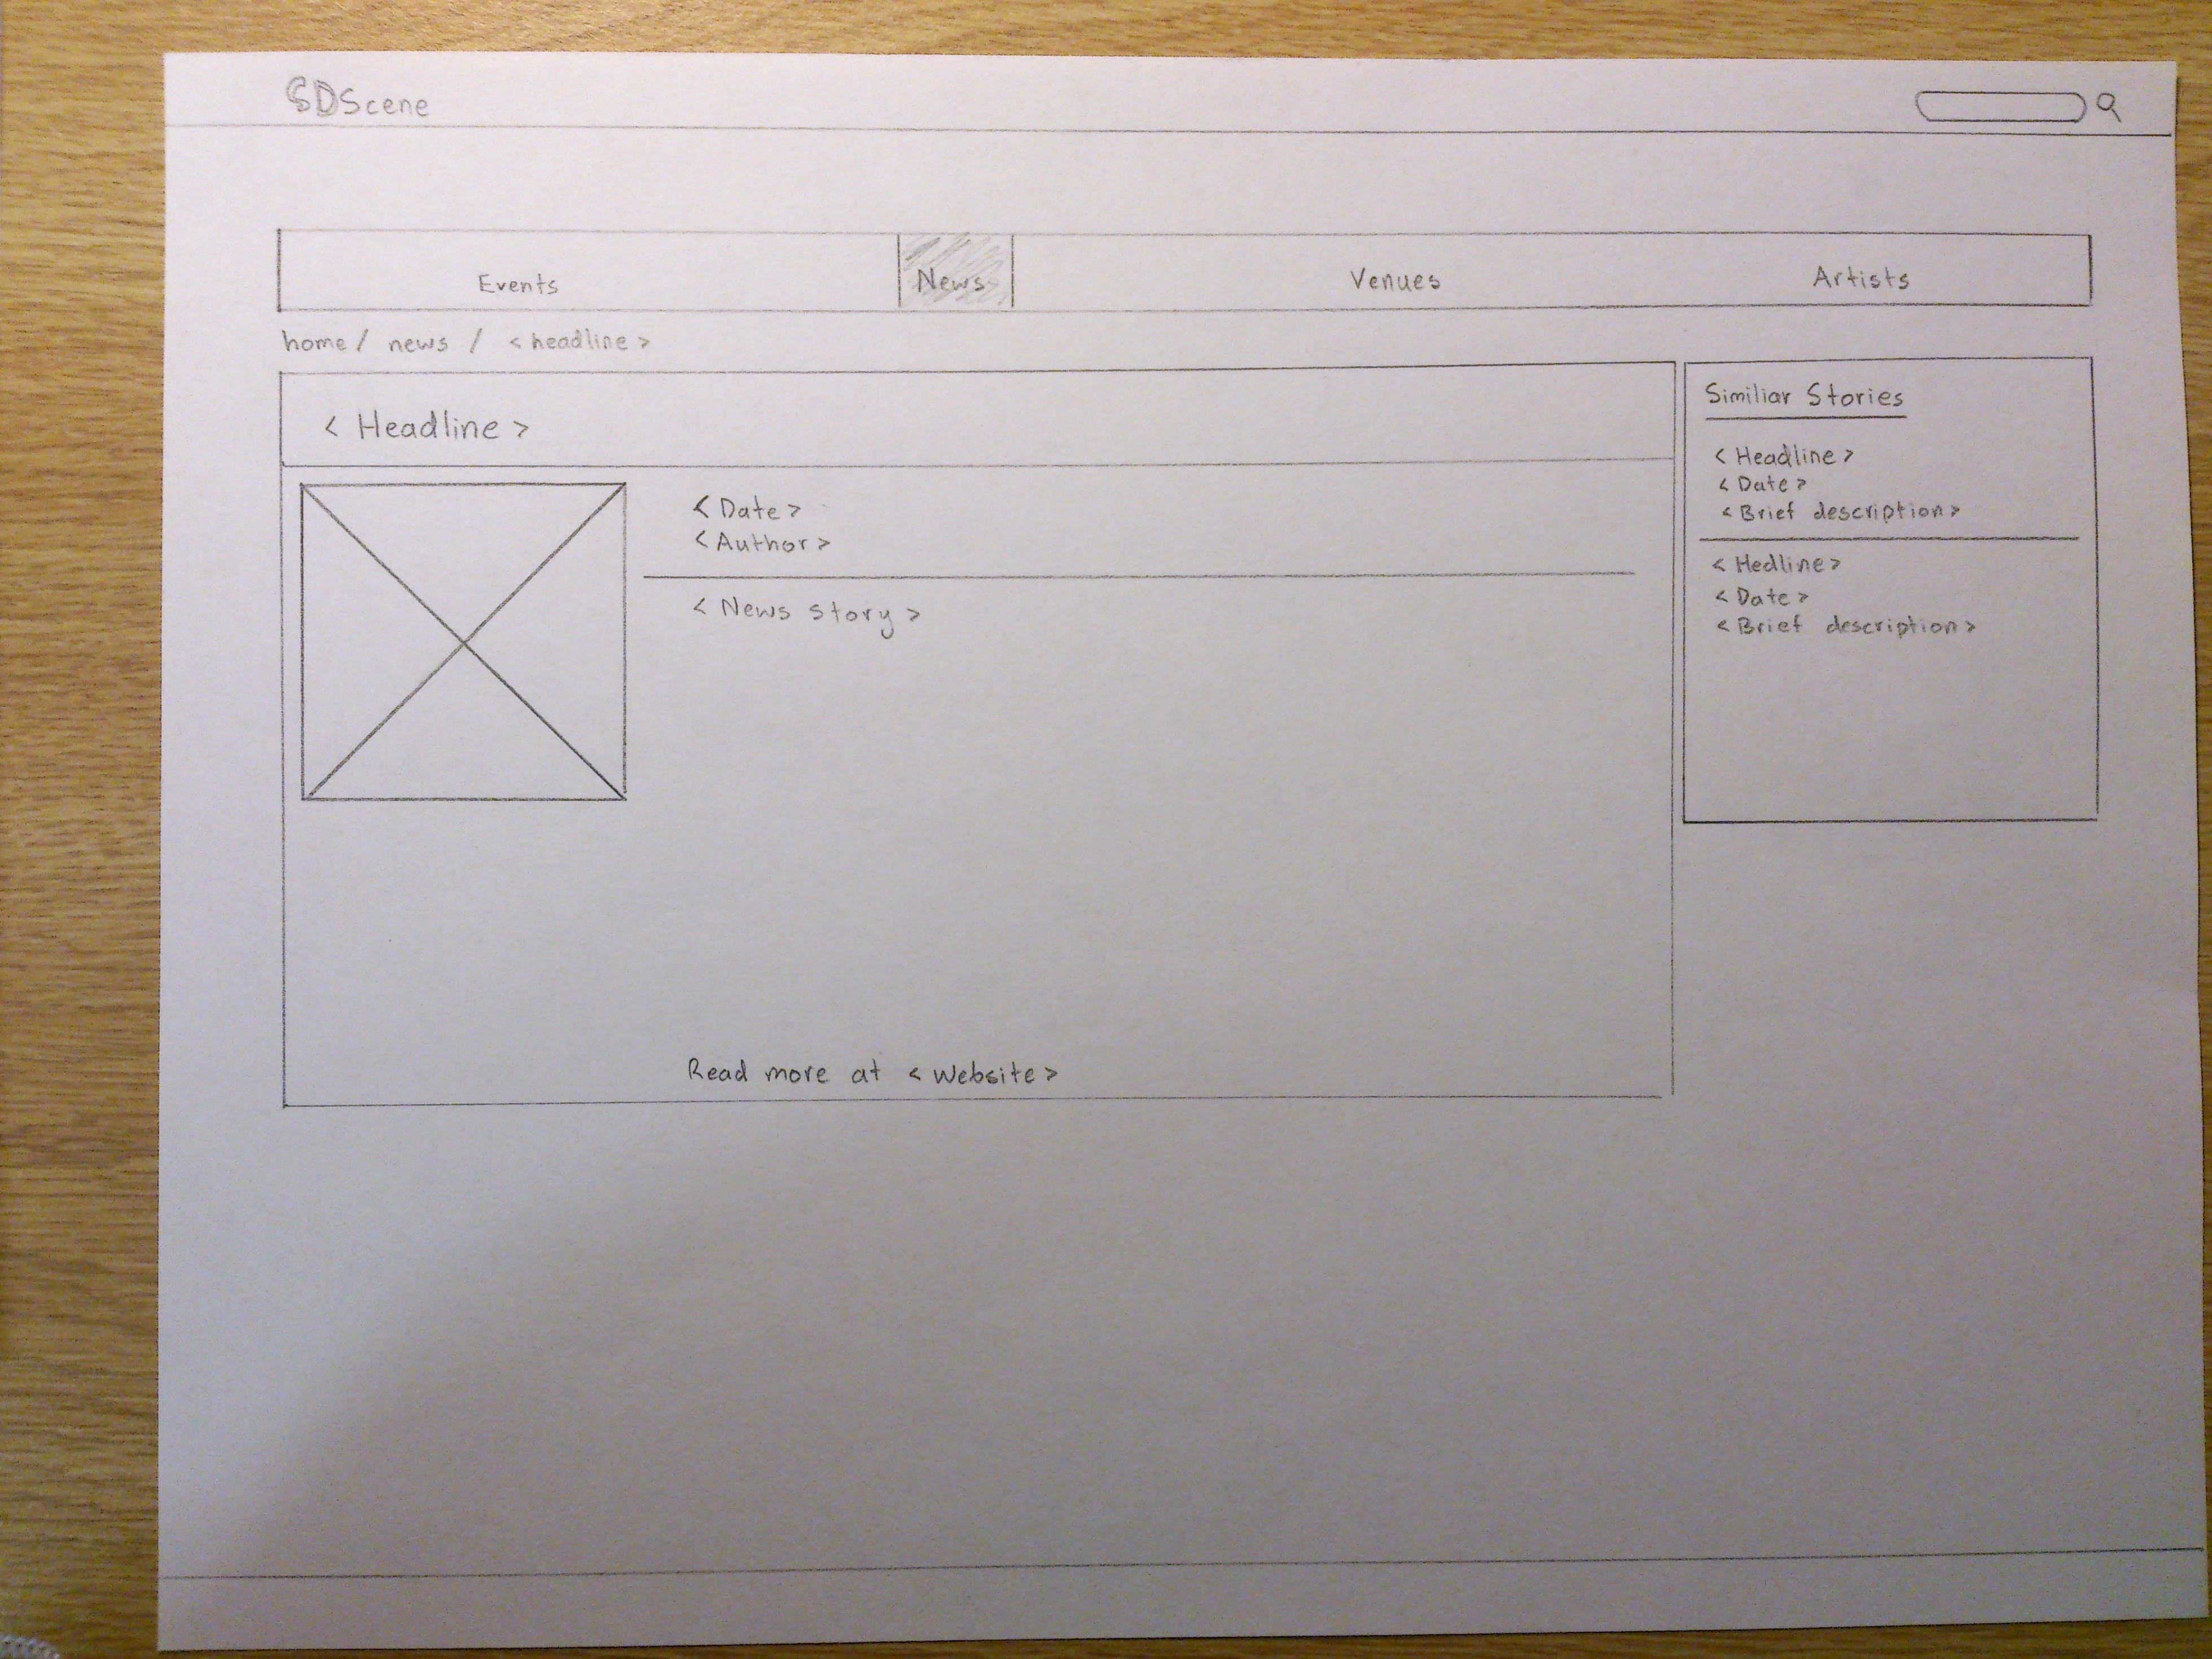 SDScene
Events News Venues Artists
home / news / <headline>
<Headline>
<Date>
<Author>
<News story>
Read more at <Website>
Similiar Stories
<Headline>
<Date>
<Brief description>
<Hedline>
<Date>
<Brief description>